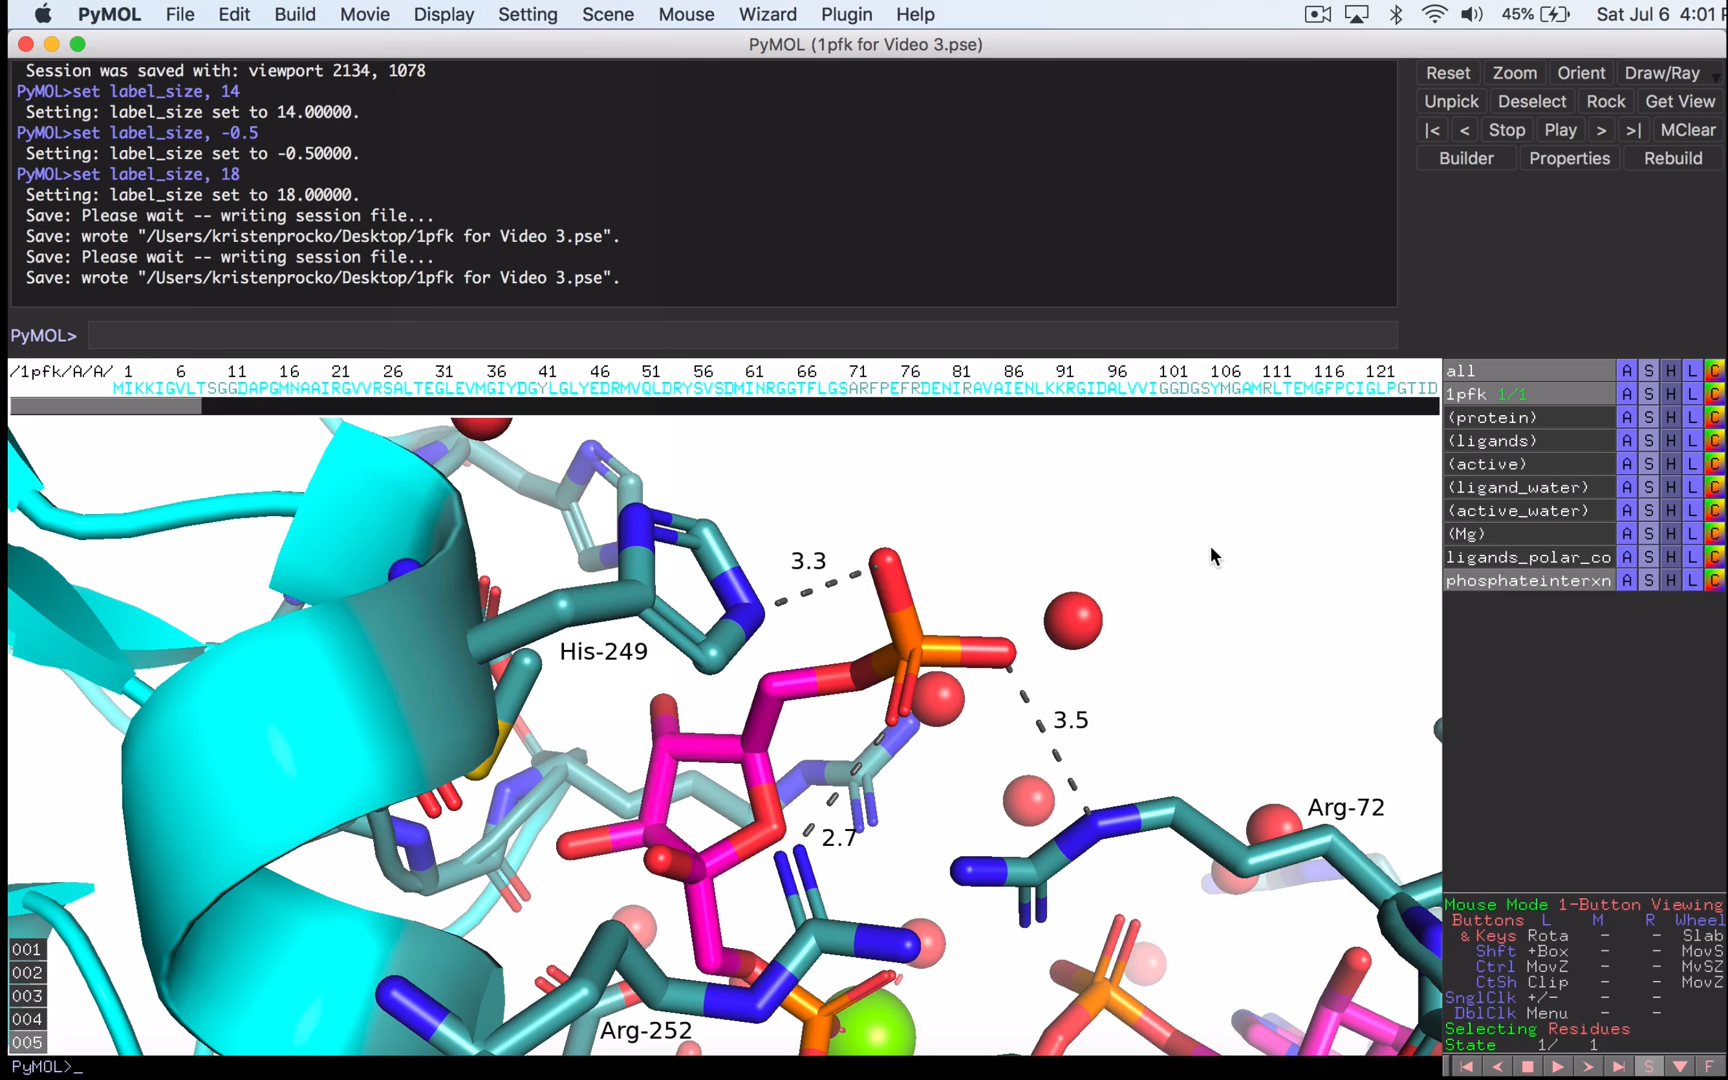 PyMOL File Edit Build Movie Display Setting Scene Mouse Wizard Plugin Help 45% Sat Jul 6 4:01
PyMOL (1pfk for Video 3.pse)
Session was saved with: viewport 2134, 1078
PyMOL>set label_size, 14
Setting: label_size set to 14.00000.
PyMOL>set label_size, -0.5
Setting: label_size set to -0.50000.
PyMOL>set label_size, 18
Setting: label_size set to 18.00000.
Save: Please wait -- writing session file...
Save: wrote "/Users/kristenprocko/Desktop/1pfk for Video 3.pse".
Save: Please wait -- writing session file...
Save: wrote "/Users/kristenprocko/Desktop/1pfk for Video 3.pse".
PyMOL>
Reset Zoom Orient Draw/Ray
Unpick Deselect Rock Get View
|< < Stop Play > >| MClear
Builder Properties Rebuild
/1pfk/A/A/ 1 6 11 16 21 26 31 36 41 46 51 56 61 66 71 76 81 86 91 96 101 106 111 116 121
MIKKIGVLTSGGDAPGMNAAIRGVVRSALTEGLEVMGIYDGYLGLYEDRMVQLDRYSVSDMINRGGTFLGSARFPEFRDENIRAVAIENLKKRGIDALVVIGGDGSYMGAMRLTEMGFPCIGLPGTID
all A S H L C
1pfk 1/1 A S H L C
(protein) A S H L C
(ligands) A S H L C
(active) A S H L C
(ligand_water) A S H L C
(active_water) A S H L C
(Mg) A S H L C
ligands_polar_co A S H L C
phosphateinterxn A S H L C
3.3
His-249
3.5
Arg-72
2.7
Arg-252
001
002
003
004
005
Mouse Mode 1-Button Viewing
Buttons L M R Wheel
& Keys Rota - - Slab
Shft +Box - - MovS
Ctrl MovZ - - MvSZ
CtSh Clip - - MovZ
SnglClk +/- - -
DblClk Menu - -
Selecting Residues
State 1/ 1
PyMOL>_
S F